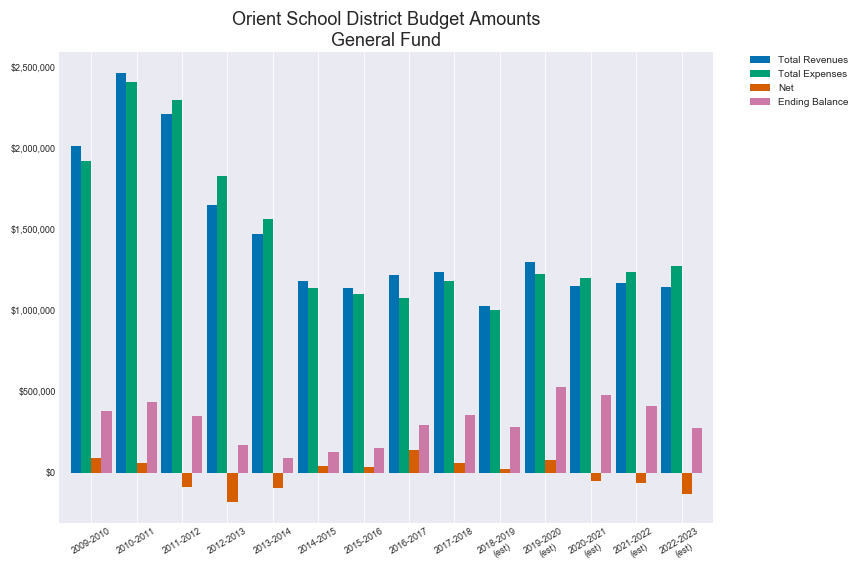 Orient School District Budget Amounts
General Fund
Total Revenues
Total Expenses
Net
Ending Balance
$2,500,000
$2,000,000
$1,500,000
$1,000,000
$500,000
$0
2009-2010
2010-2011
2011-2012
2012-2013
2013-2014
2014-2015
2015-2016
2016-2017
2017-2018
2018-2019
(est)
2019-2020
(est)
2020-2021
(est)
2021-2022
(est)
2022-2023
(est)